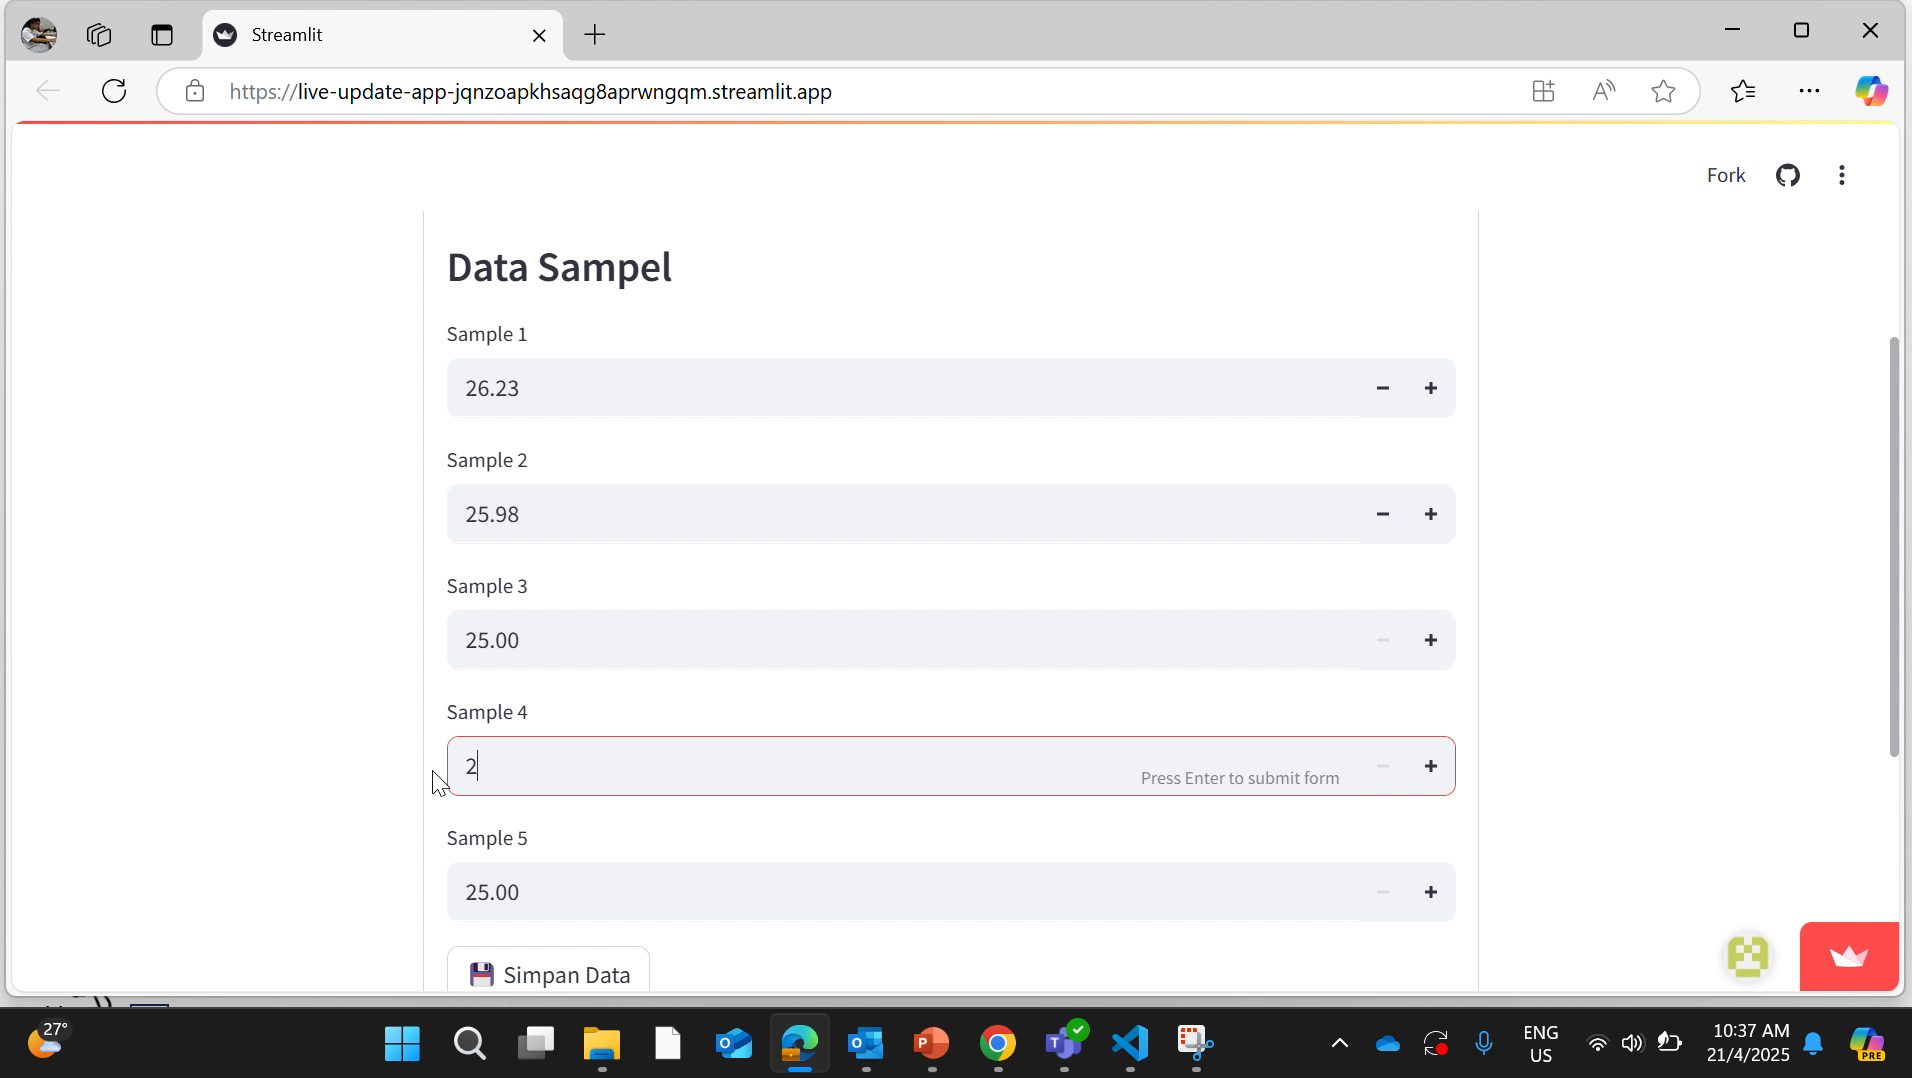 Streamlit
https://live-update-app-jqnzoapkhsaqg8aprwngqm.streamlit.app
Fork
Data Sampel
Sample 1
26.23
Sample 2
25.98
Sample 3
25.00
Sample 4
2
Press Enter to submit form
Sample 5
25.00
Simpan Data
27°
ENG
US
10:37 AM
21/4/2025
PRE